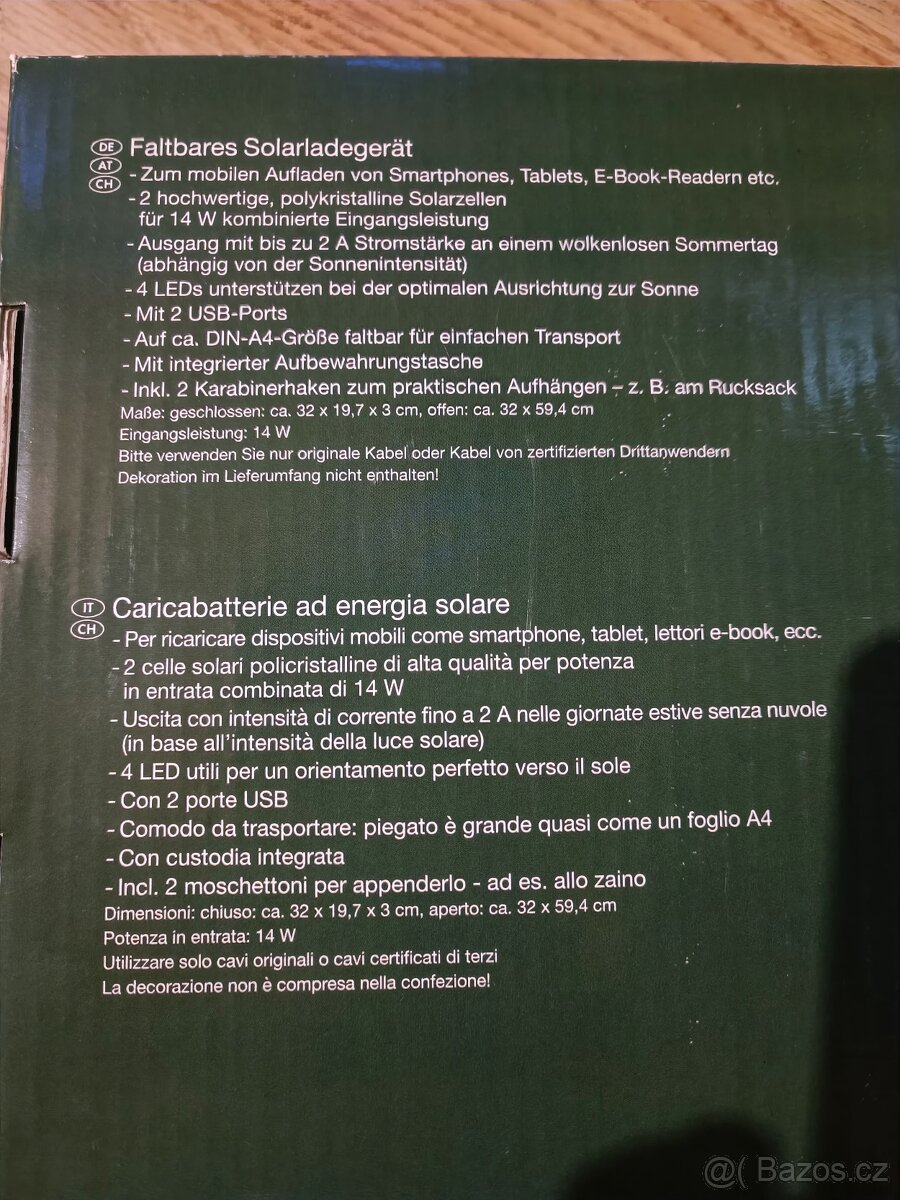 DE Faltbares Solarladegerät
AT
CH
- Zum mobilen Aufladen von Smartphones, Tablets, E-Book-Readern etc.
- 2 hochwertige, polykristalline Solarzellen
für 14 W kombinierte Eingangsleistung
- Ausgang mit bis zu 2 A Stromstärke an einem wolkenlosen Sommertag
(abhängig von der Sonnenintensität)
- 4 LEDs unterstützen bei der optimalen Ausrichtung zur Sonne
- Mit 2 USB-Ports
- Auf ca. DIN-A4-Größe faltbar für einfachen Transport
- Mit integrierter Aufbewahrungstasche
- Inkl. 2 Karabinerhaken zum praktischen Aufhängen – z. B. am Rucksack
Maße: geschlossen: ca. 32 x 19,7 x 3 cm, offen: ca. 32 x 59,4 cm
Eingangsleistung: 14 W
Bitte verwenden Sie nur originale Kabel oder Kabel von zertifizierten Drittanwendern
Dekoration im Lieferumfang nicht enthalten!
IT Caricabatterie ad energia solare
CH
- Per ricaricare dispositivi mobili come smartphone, tablet, lettori e-book, ecc.
- 2 celle solari policristalline di alta qualità per potenza
in entrata combinata di 14 W
- Uscita con intensità di corrente fino a 2 A nelle giornate estive senza nuvole
(in base all'intensità della luce solare)
- 4 LED utili per un orientamento perfetto verso il sole
- Con 2 porte USB
- Comodo da trasportare: piegato è grande quasi come un foglio A4
- Con custodia integrata
- Incl. 2 moschettoni per appenderlo - ad es. allo zaino
Dimensioni: chiuso: ca. 32 x 19,7 x 3 cm, aperto: ca. 32 x 59,4 cm
Potenza in entrata: 14 W
Utilizzare solo cavi originali o cavi certificati di terzi
La decorazione non è compresa nella confezione!
@( Bazos.cz